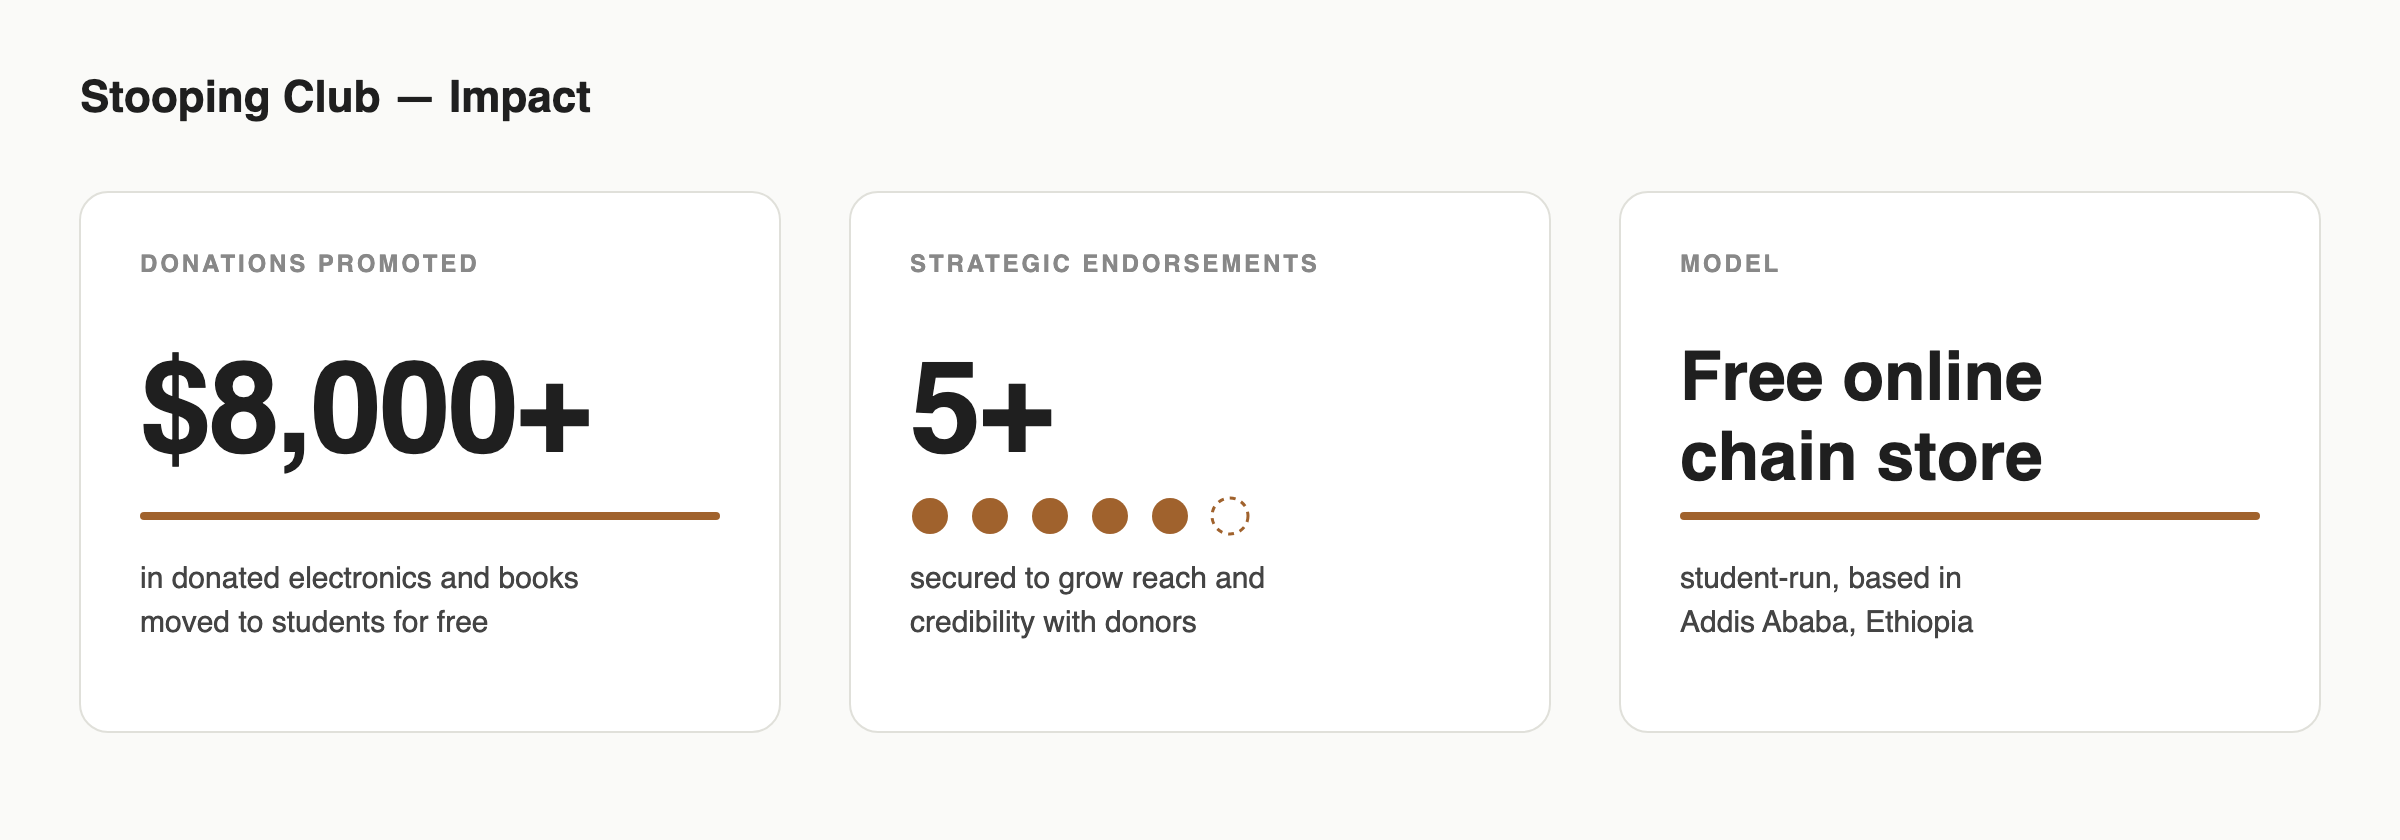 Stooping Club — Impact
DONATIONS PROMOTED
$8,000+
in donated electronics and books
moved to students for free
STRATEGIC ENDORSEMENTS
5+
secured to grow reach and
credibility with donors
MODEL
Free online
chain store
student-run, based in
Addis Ababa, Ethiopia